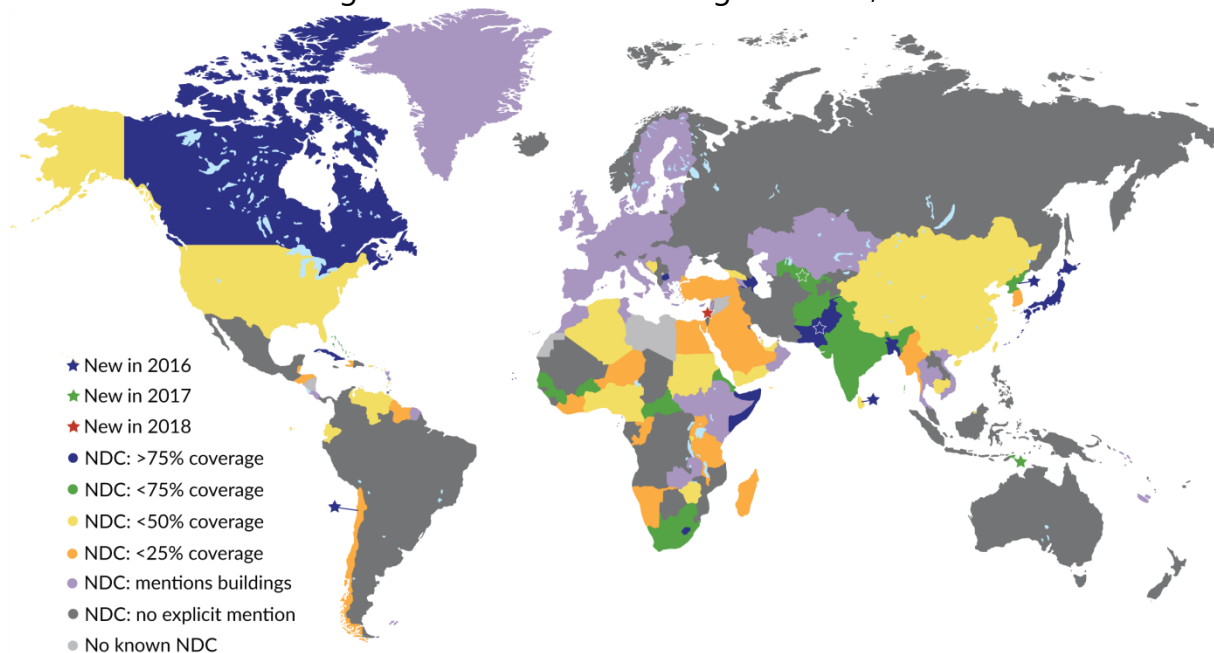 New in 2016
New in 2017
New in 2018
NDC: >75% coverage
NDC: <75% coverage
NDC: <50% coverage
NDC: <25% coverage
NDC: mentions buildings
NDC: no explicit mention
No known NDC